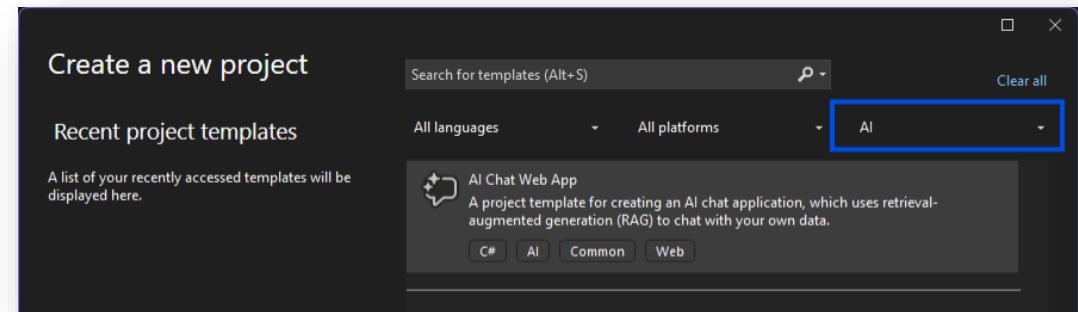 Create a new project
Search for templates (Alt+S)
Clear all
Recent project templates
All languages
All platforms
AI
A list of your recently accessed templates will be
displayed here.
AI Chat Web App
A project template for creating an AI chat application, which uses retrieval-
augmented generation (RAG) to chat with your own data.
C#
AI
Common
Web